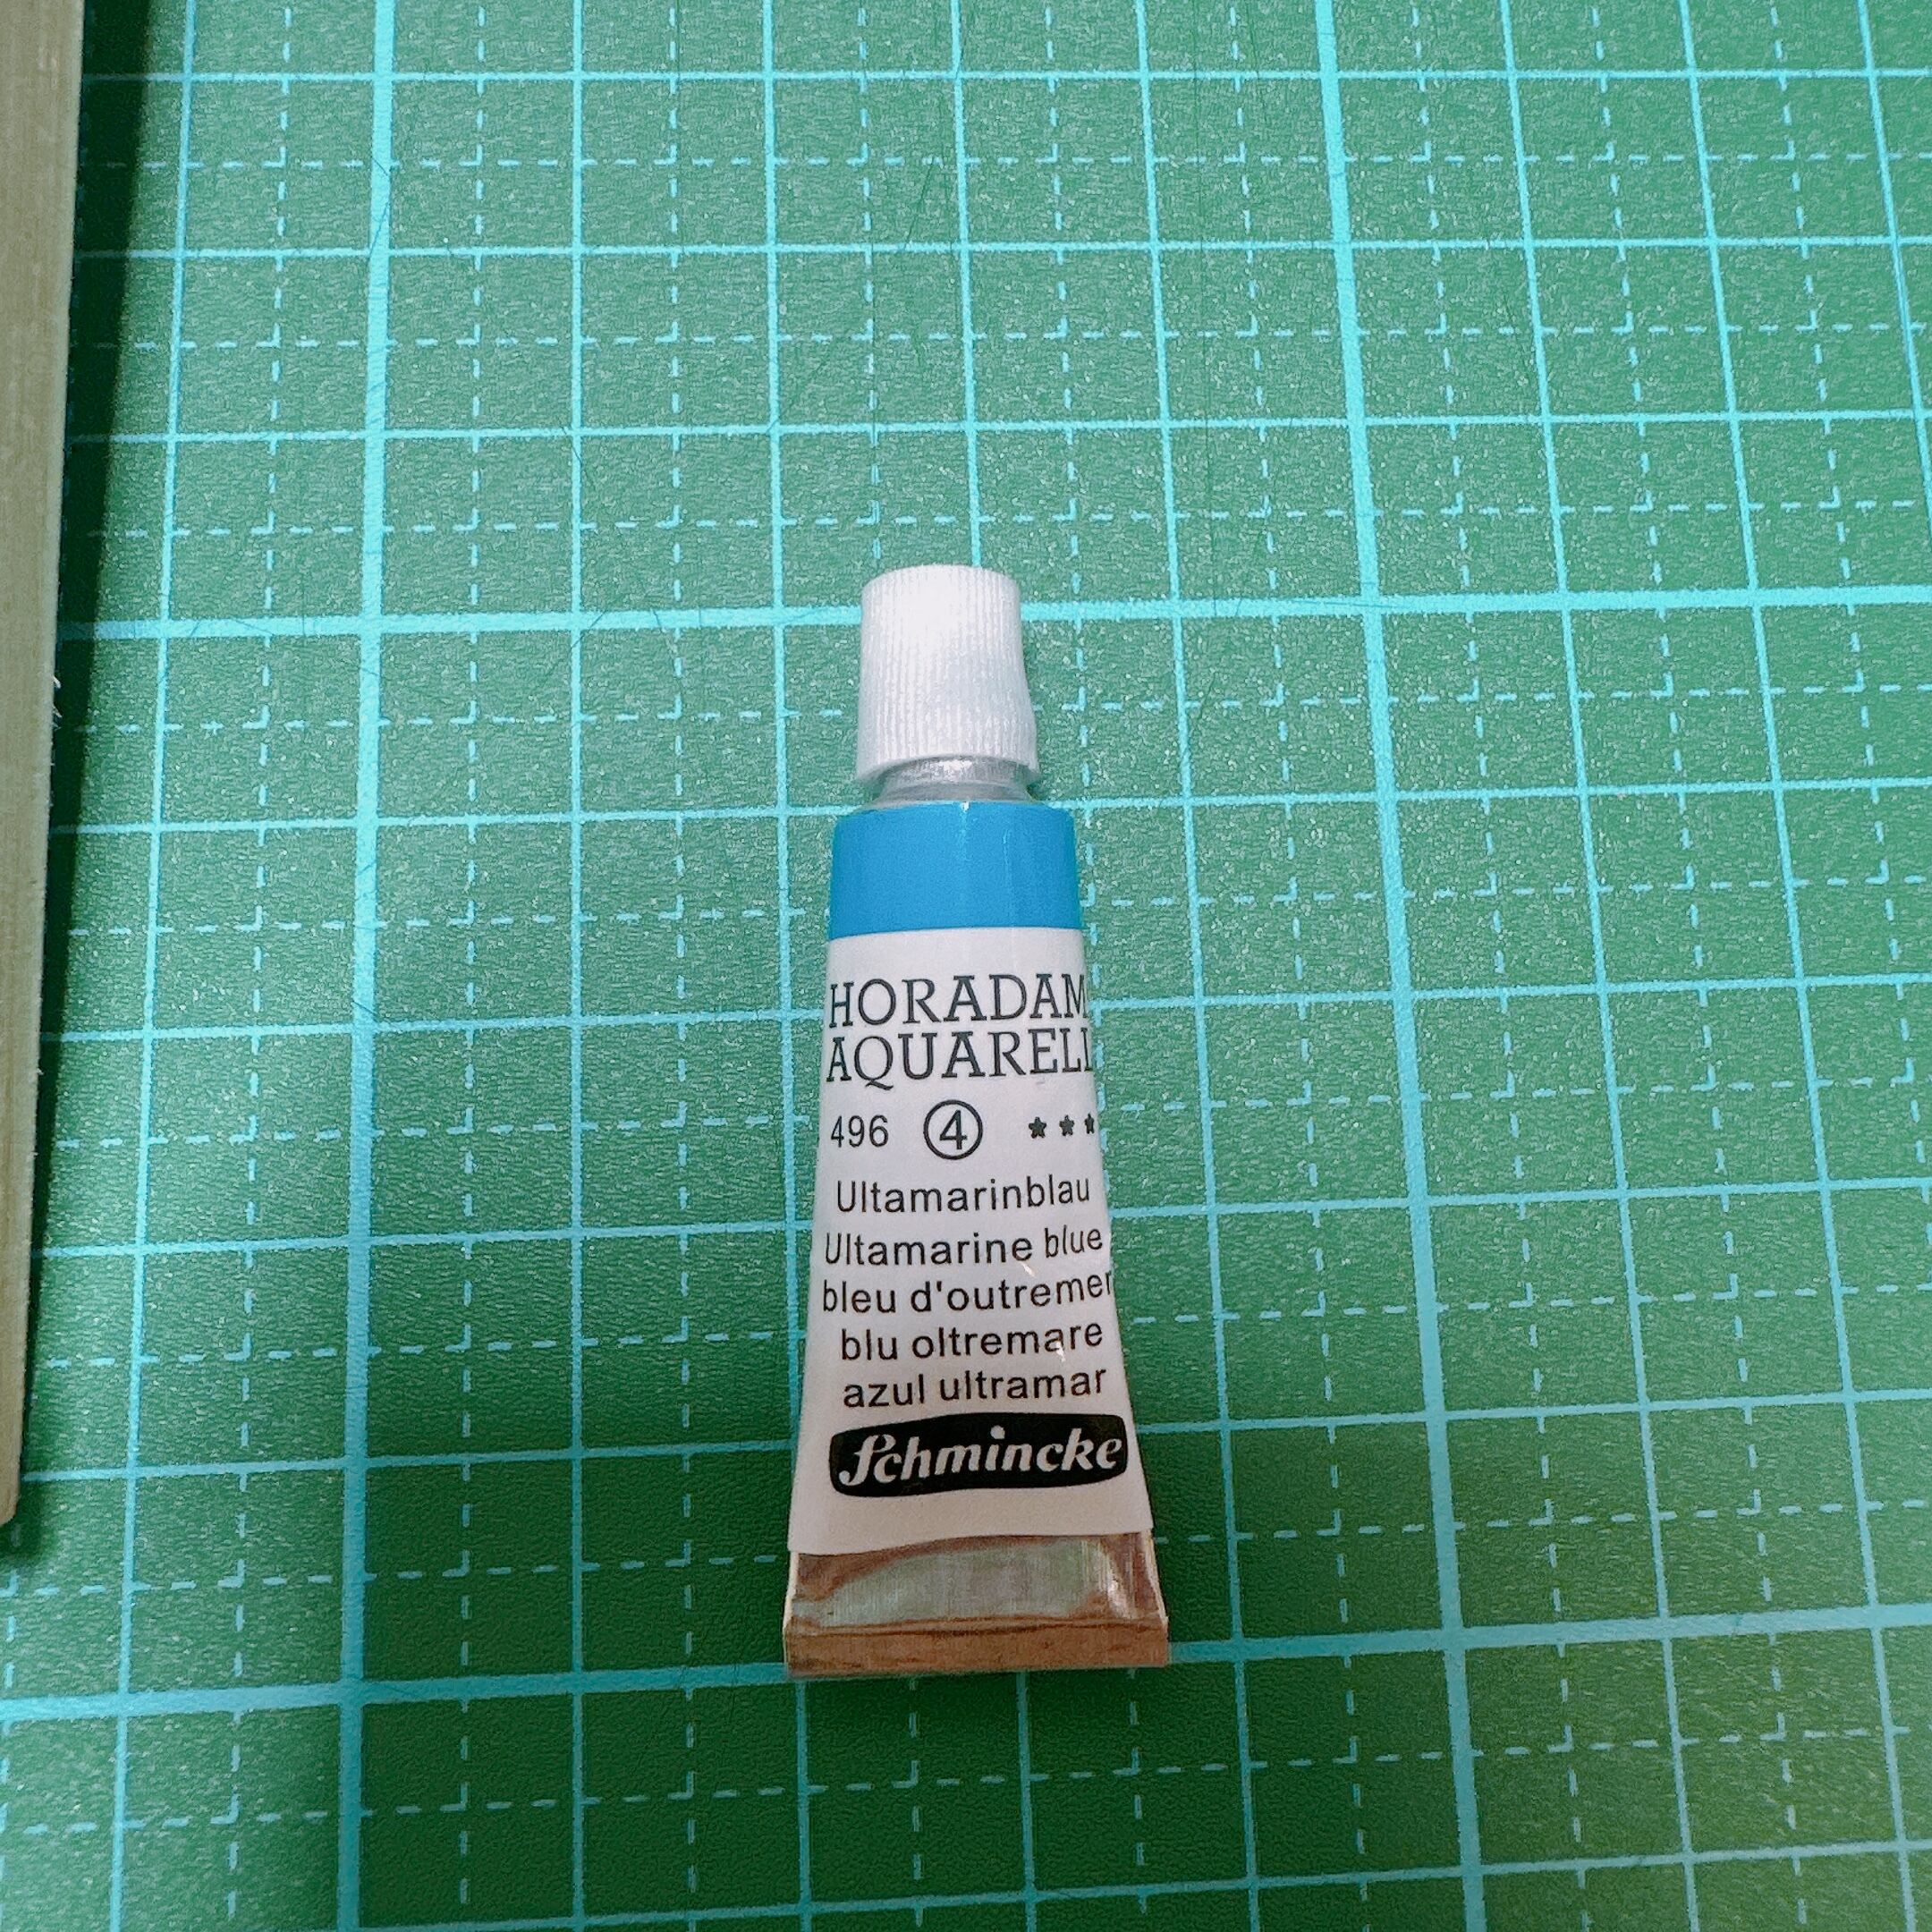 HORADAM
AQUARELL
496 ④ ★★★
Ultamarinblau
Ultamarine blue
bleu d'outremer
blu oltremare
azul ultramar
Schmincke